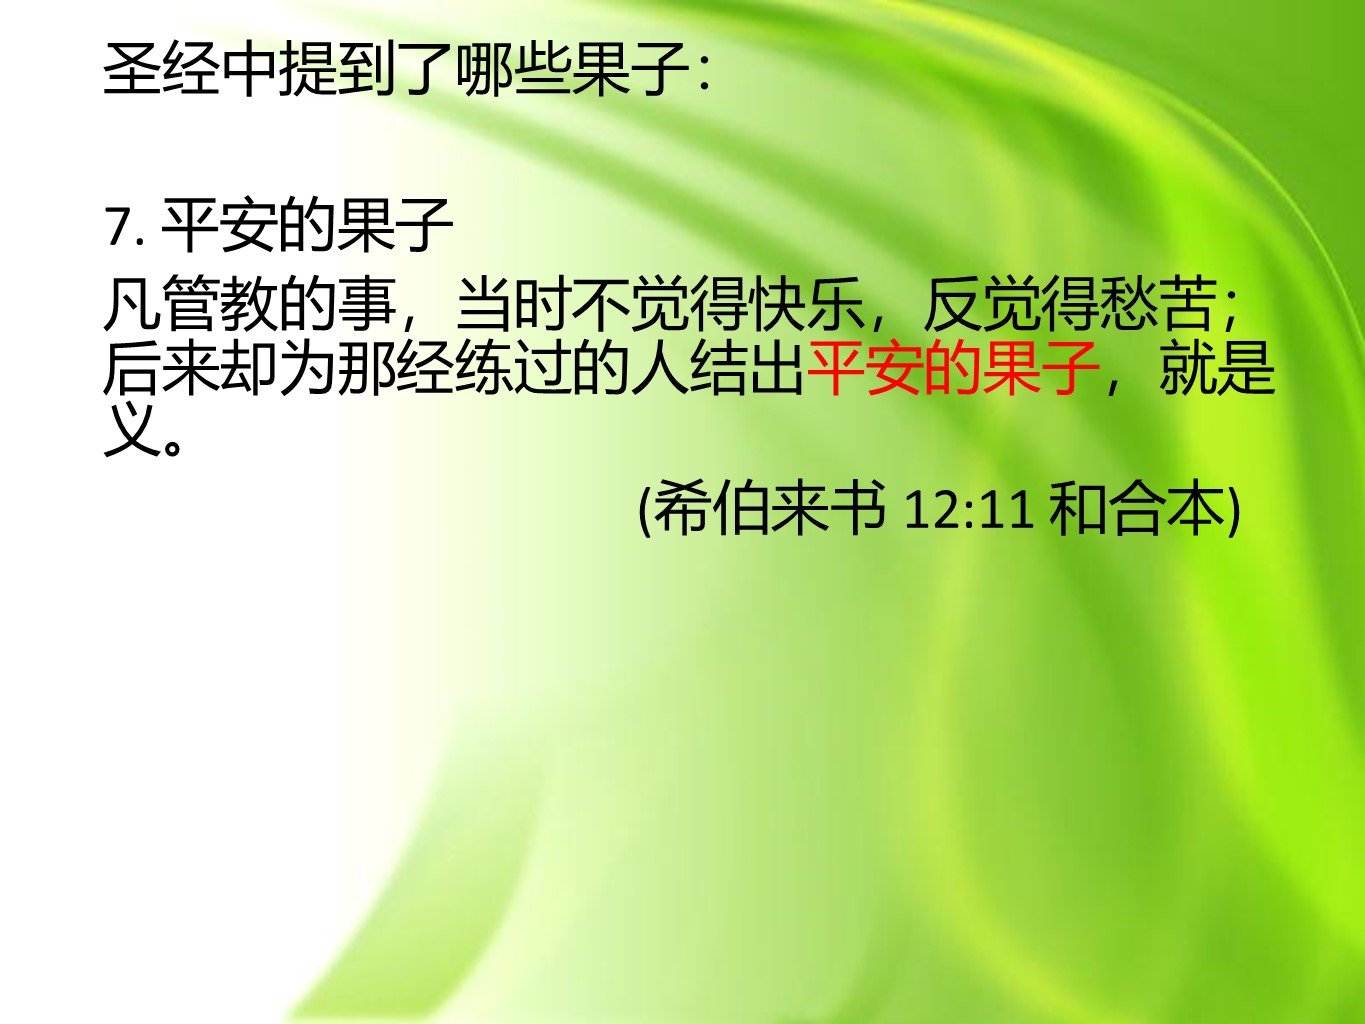 圣经中提到了哪些果子：
7. 平安的果子
凡管教的事，当时不觉得快乐，反觉得愁苦；
后来却为那经练过的人结出平安的果子，就是
义。
(希伯来书 12:11 和合本)